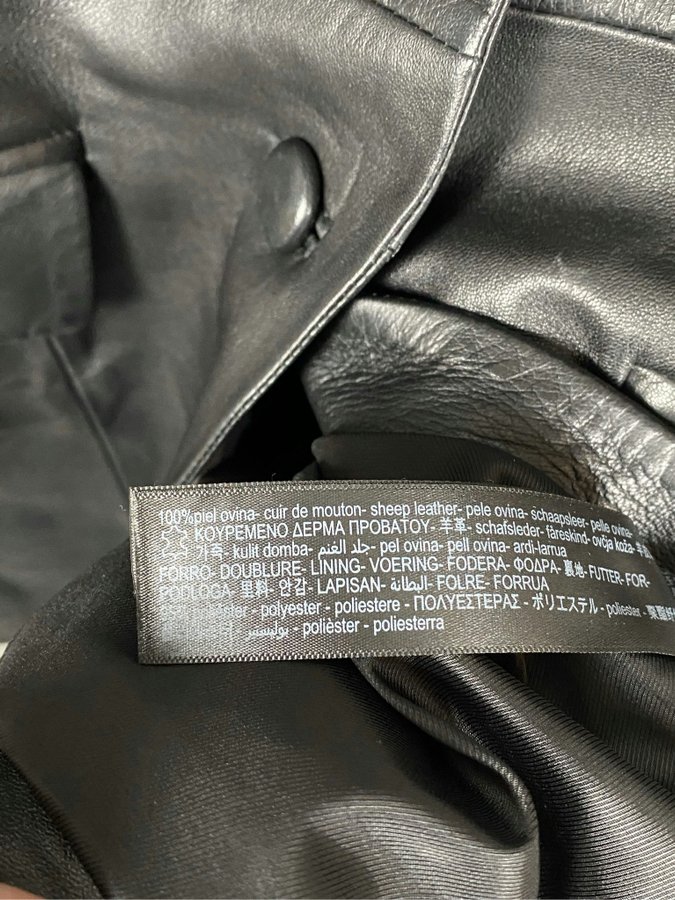 100%piel ovina- cuir de mouton- sheep leather- pele ovina- schaapsleer- pelle ovina-
ΚΟΥΡΕΜΕΝΟ ΔΕΡΜΑ ΠΡΟΒΑΤΟΥ- 羊革- schafsleder- fåreskind- ovčja koža-
가죽- kulit domba- جلد الغنم- pel ovina- pell ovina- ardi-larrua
FORRO- DOUBLURE- LINING- VOERING- FODERA- ΦΟΔΡΑ- 裏地- FUTTER- FOR-
PODLOGA- 里料- 안감- LAPISAN- البطانة- FOLRE- FORRUA
polyester- polyester - poliestere - ΠΟΛΥΕΣΤΕΡΑΣ - ポリエステル - poliester -
بوليستر - polièster - poliesterra